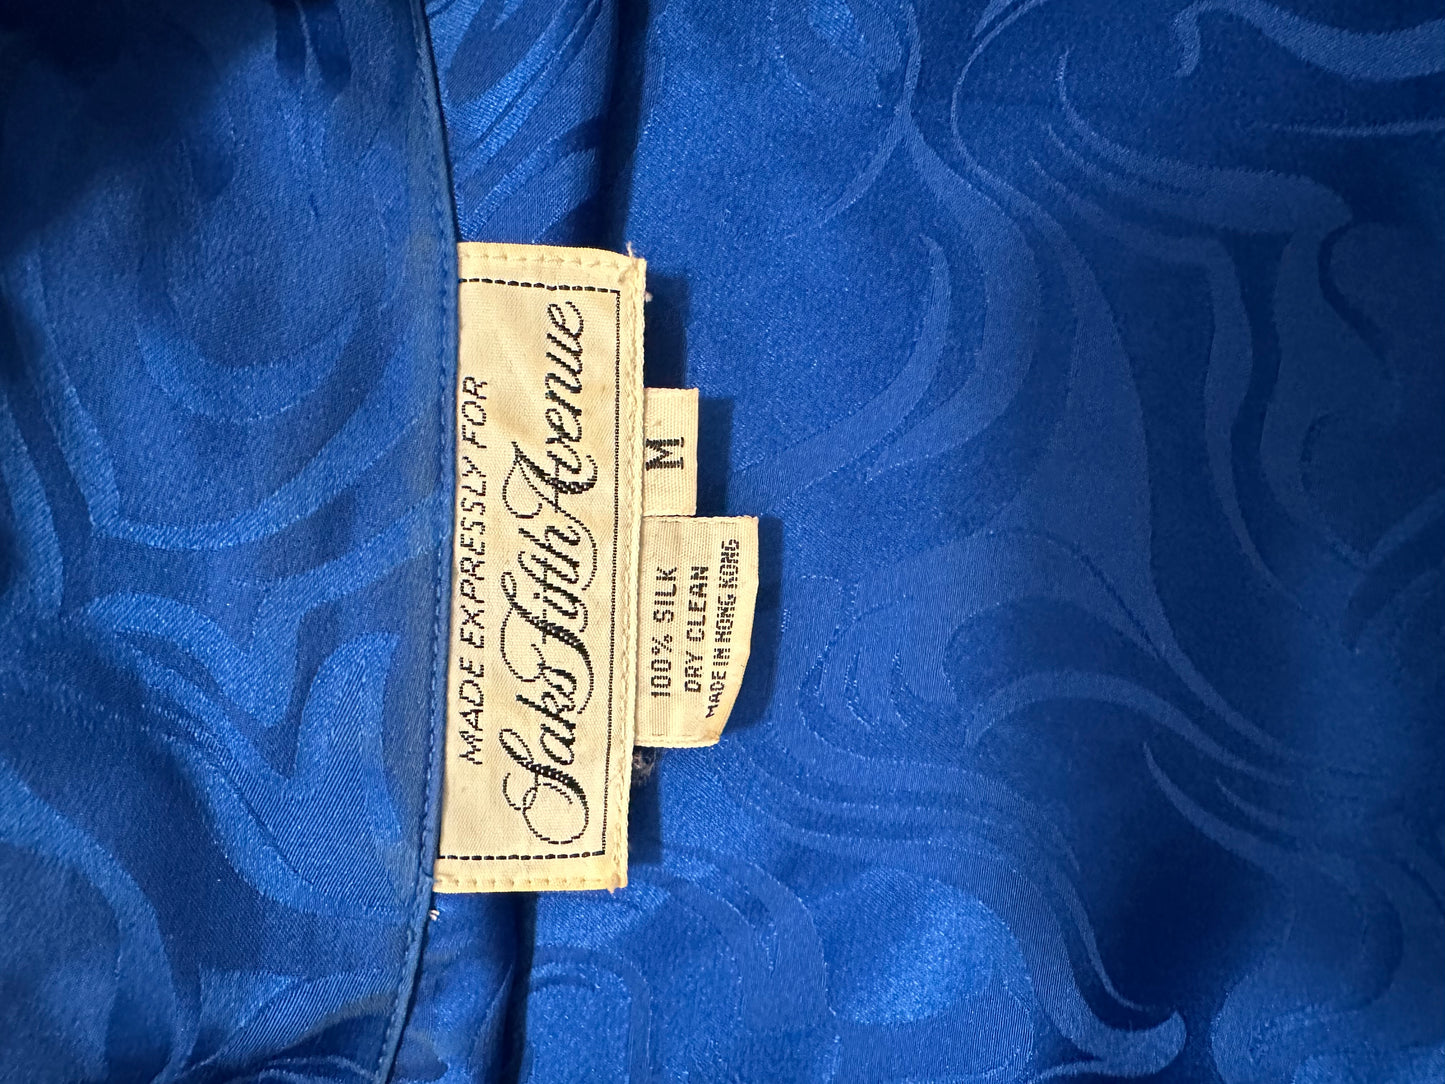 MADE EXPRESSLY FOR
Saks Fifth Avenue
M
100% SILK
DRY CLEAN
MADE IN HONG KONG